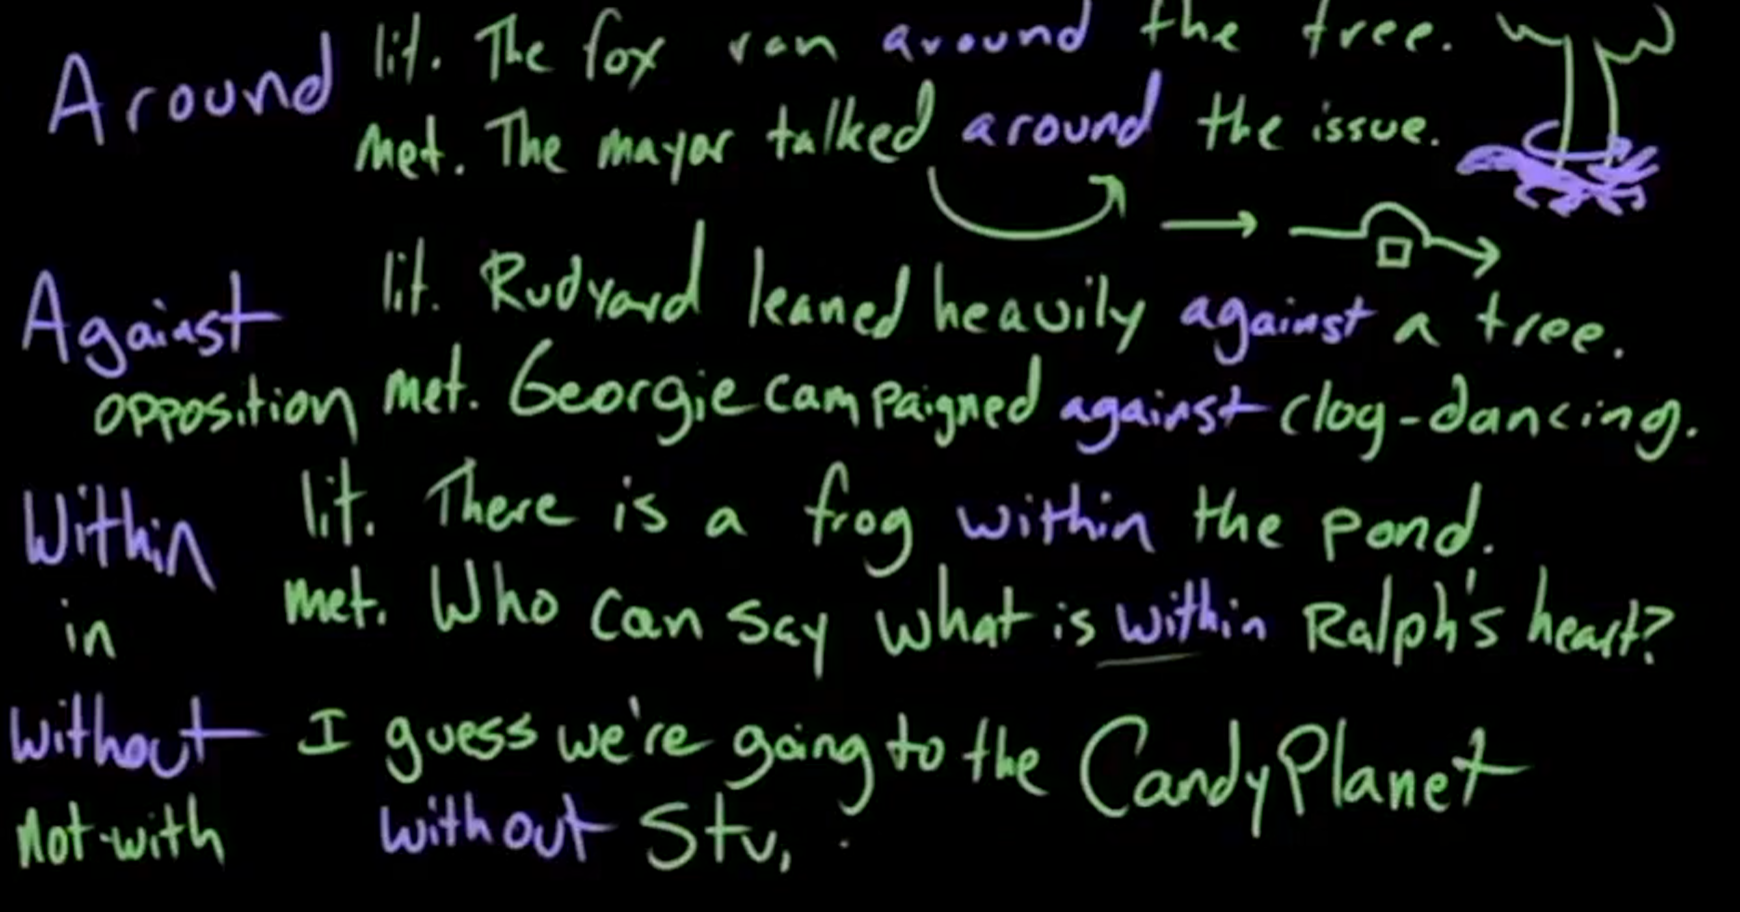 Around lit. The fox ran around the tree.
met. The mayor talked around the issue.
Against lit. Rudyard leaned heavily against a tree.
opposition met. Georgie campaigned against clog-dancing.
Within lit. There is a frog within the pond.
in met. Who can say what is within Ralph's heart?
Without I guess we're going to the Candy Planet
Not-with without Stu,